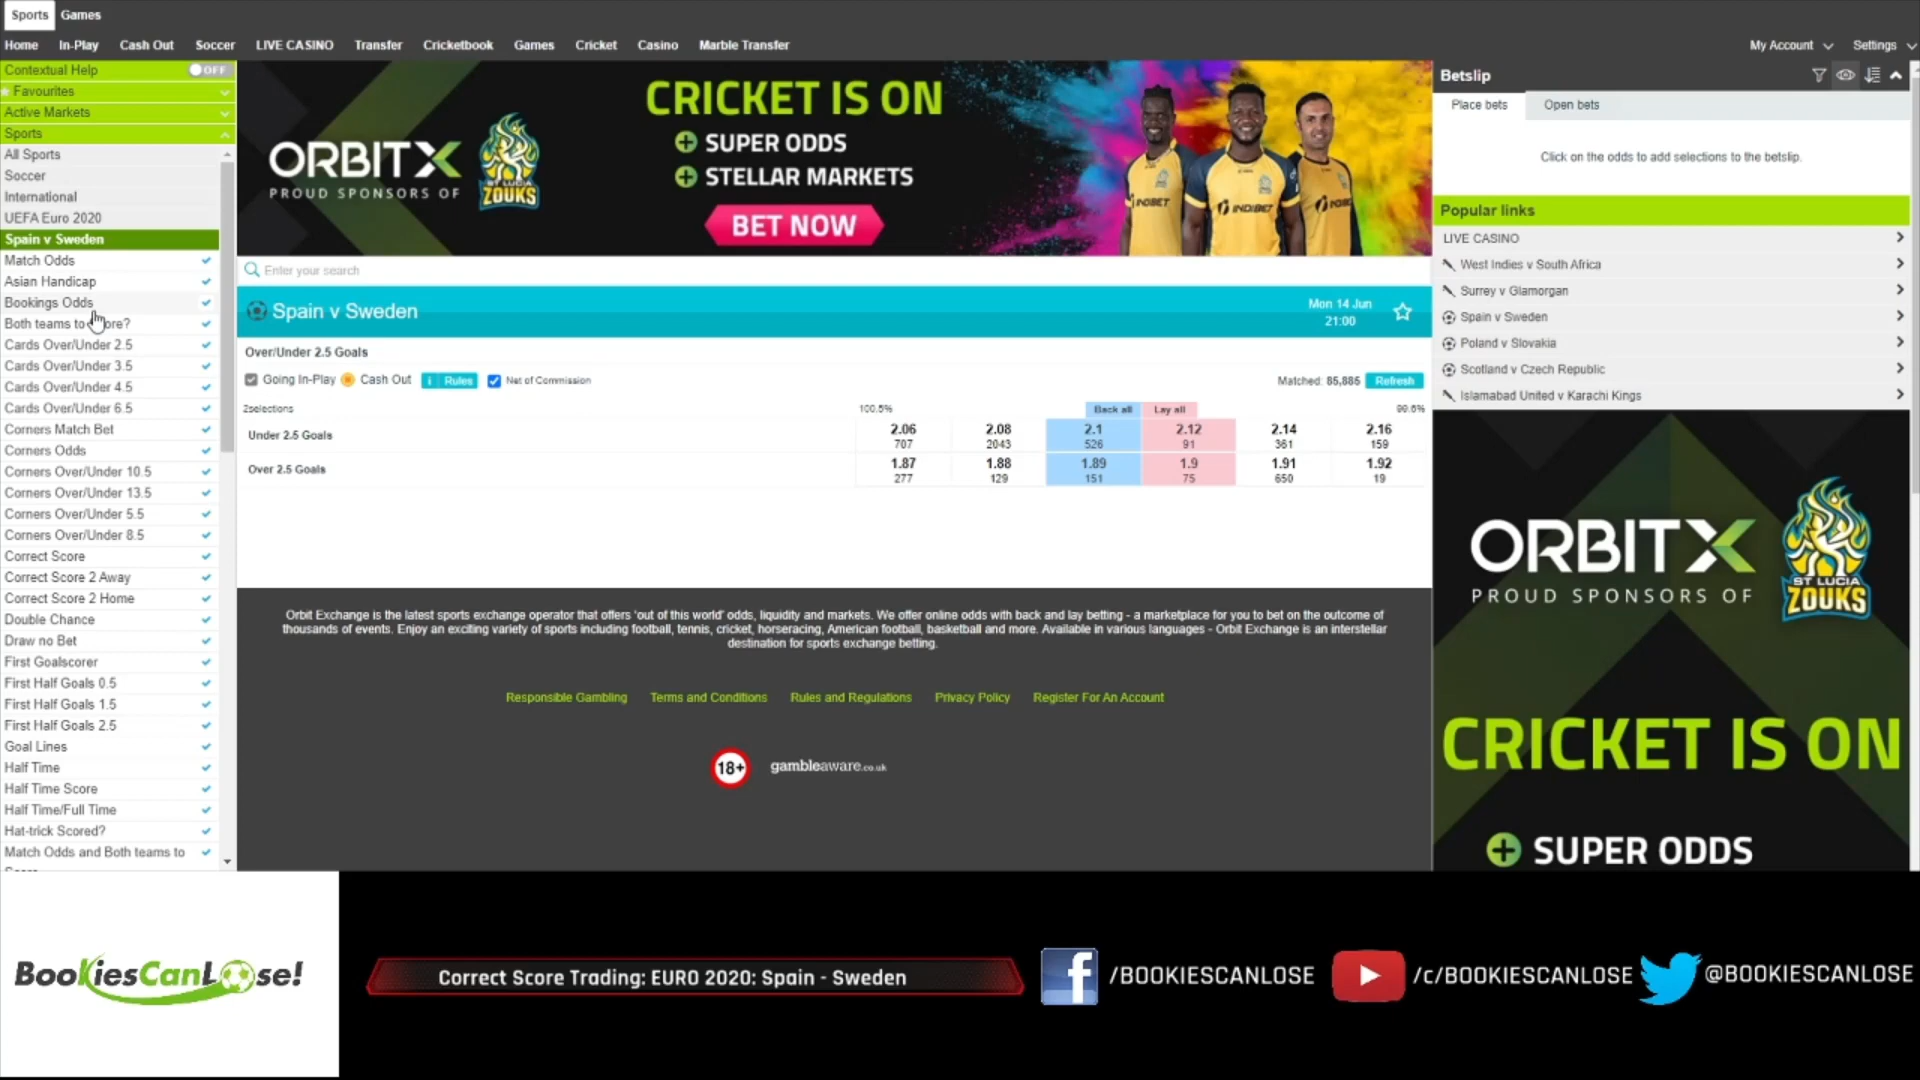 Sports Games
Home In-Play Cash Out Soccer LIVE CASINO Transfer Cricketbook Games Cricket Casino Marble Transfer My Account Settings
Contextual Help OFF
Favourites
Active Markets
Sports
All Sports
Soccer
International
UEFA Euro 2020
Spain v Sweden
Match Odds
Asian Handicap
Bookings Odds
Both teams to ore?
Cards Over/Under 2.5
Cards Over/Under 3.5
Cards Over/Under 4.5
Cards Over/Under 6.5
Corners Match Bet
Corners Odds
Corners Over/Under 10.5
Corners Over/Under 13.5
Corners Over/Under 5.5
Corners Over/Under 8.5
Correct Score
Correct Score 2 Away
Correct Score 2 Home
Double Chance
Draw no Bet
First Goalscorer
First Half Goals 0.5
First Half Goals 1.5
First Half Goals 2.5
Goal Lines
Half Time
Half Time Score
Half Time/Full Time
Hat-trick Scored?
Match Odds and Both teams to
ORBITX
PROUD SPONSORS OF
ST LUCIA
ZOUKS
CRICKET IS ON
SUPER ODDS
STELLAR MARKETS
BET NOW
INDIBET
Enter your search
Spain v Sweden
Mon 14 Jun
21:00
Over/Under 2.5 Goals
Going In-Play Cash Out i Rules Net of Commission Matched: 85,885 Refresh
2selections 100.5% Back all Lay all 99.6%
Under 2.5 Goals
2.06 2.08 2.1 2.12 2.14 2.16
707 2043 526 91 361 159
Over 2.5 Goals
1.87 1.88 1.89 1.9 1.91 1.92
277 129 151 75 650 19
Orbit Exchange is the latest sports exchange operator that offers 'out of this world' odds, liquidity and markets. We offer online odds with back and lay betting - a marketplace for you to bet on the outcome of
thousands of events. Enjoy an exciting variety of sports including football, tennis, cricket, horseracing, American football, basketball and more. Available in various languages - Orbit Exchange is an interstellar
destination for sports exchange betting.
Responsible Gambling Terms and Conditions Rules and Regulations Privacy Policy Register For An Account
18+ gambleaware.co.uk
Betslip
Place bets Open bets
Click on the odds to add selections to the betslip.
Popular links
LIVE CASINO
West Indies v South Africa
Surrey v Glamorgan
Spain v Sweden
Poland v Slovakia
Scotland v Czech Republic
Islamabad United v Karachi Kings
ORBITX
PROUD SPONSORS OF
ST LUCIA
ZOUKS
CRICKET IS ON
SUPER ODDS
BookiesCanLose!
Correct Score Trading: EURO 2020: Spain - Sweden
/BOOKIESCANLOSE
/C/BOOKIESCANLOSE
@BOOKIESCANLOSE